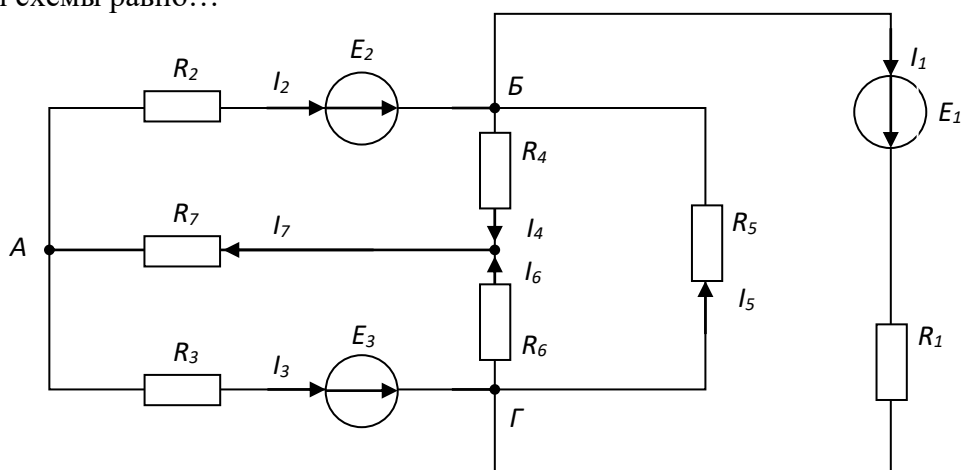 схемы равно…
R2 I2 E2 Б I1 E1
R4
А R7 I7 I4 R5
I6 I5
R3 I3 E3 R6 R1
Г